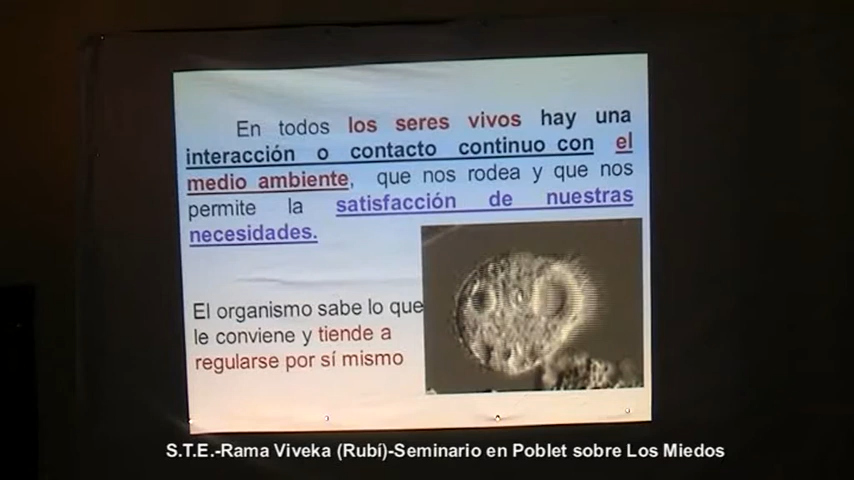 En todos los seres vivos hay una
interacción o contacto continuo con el
medio ambiente, que nos rodea y que nos
permite la satisfacción de nuestras
necesidades.
El organismo sabe lo que
le conviene y tiende a
regularse por sí mismo
S.T.E.-Rama Viveka (Rubí)-Seminario en Poblet sobre Los Miedos